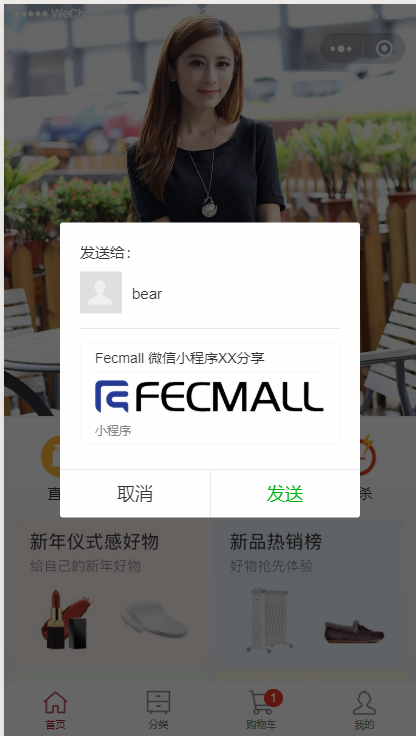 发送给:
bear
Fecmall 微信小程序XX分享
FECMALL
小程序
取消
发送
新年仪式感好物
新品热销榜
给自己的新年好物
好物抢先体验
1
首页
分类
购物车
我的